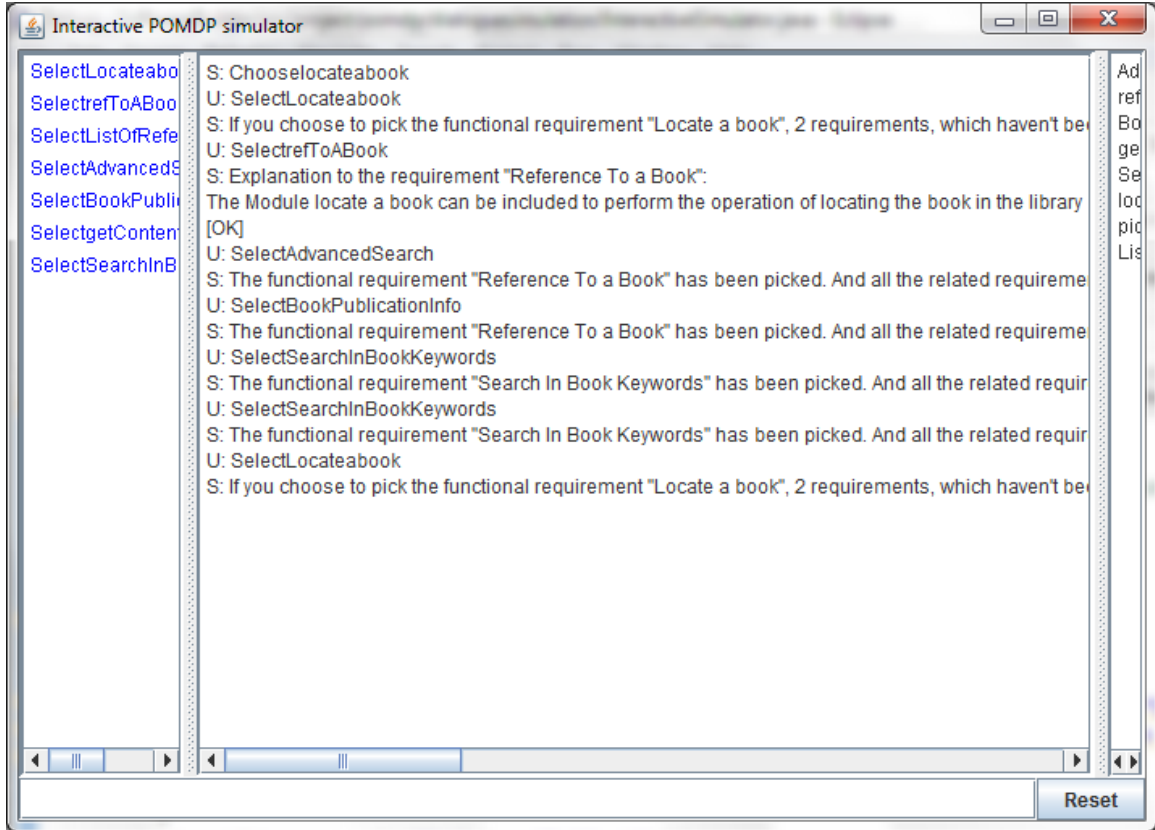 Interactive POMDP simulator
SelectLocateabo
SelectrefToABoo
SelectListOfRefe
SelectAdvancedS
SelectBookPubli
SelectgetConten
SelectSearchInB
S: Chooselocateabook
U: SelectLocateabook
S: If you choose to pick the functional requirement "Locate a book", 2 requirements, which haven't be
U: SelectrefToABook
S: Explanation to the requirement "Reference To a Book":
The Module locate a book can be included to perform the operation of locating the book in the library
[OK]
U: SelectAdvancedSearch
S: The functional requirement "Reference To a Book" has been picked. And all the related requireme
U: SelectBookPublicationInfo
S: The functional requirement "Reference To a Book" has been picked. And all the related requireme
U: SelectSearchInBookKeywords
S: The functional requirement "Search In Book Keywords" has been picked. And all the related requir
U: SelectSearchInBookKeywords
S: The functional requirement "Search In Book Keywords" has been picked. And all the related requir
U: SelectLocateabook
S: If you choose to pick the functional requirement "Locate a book", 2 requirements, which haven't be
Ad
ref
Bo
ge
Se
loc
pic
Lis
Reset